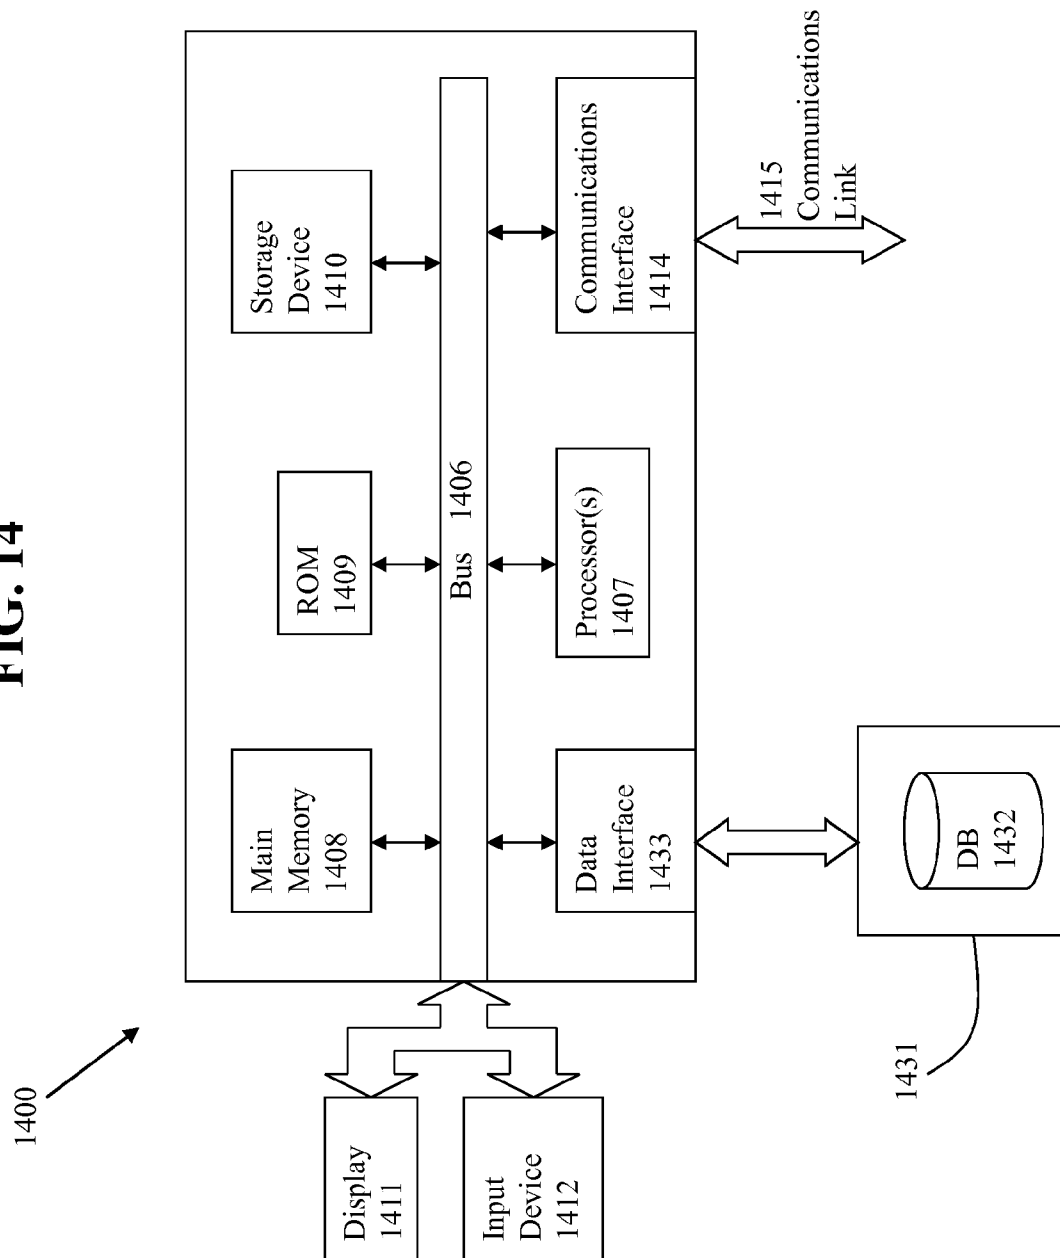 FIG. 14
1400
Display
1411
Input
Device
1412
Main
Memory
1408
ROM
1409
Storage
Device
1410
Bus 1406
Data
Interface
1433
Processor(s)
1407
Communications
Interface
1414
1415
Communications
Link
1431
DB
1432